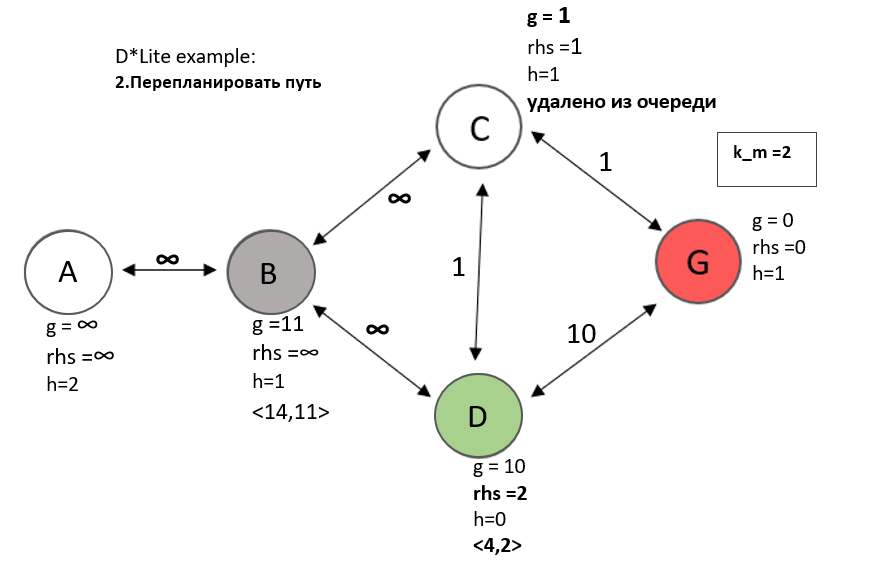 D*Lite example:
2.Перепланировать путь
g = 1
rhs =1
h=1
удалено из очереди
C
k_m =2
1
∞
g = 0
rhs =0
h=1
G
∞
A
B
1
∞
10
g = ∞
rhs =∞
h=2
g =11
rhs =∞
h=1
<14,11>
D
g = 10
rhs =2
h=0
<4,2>